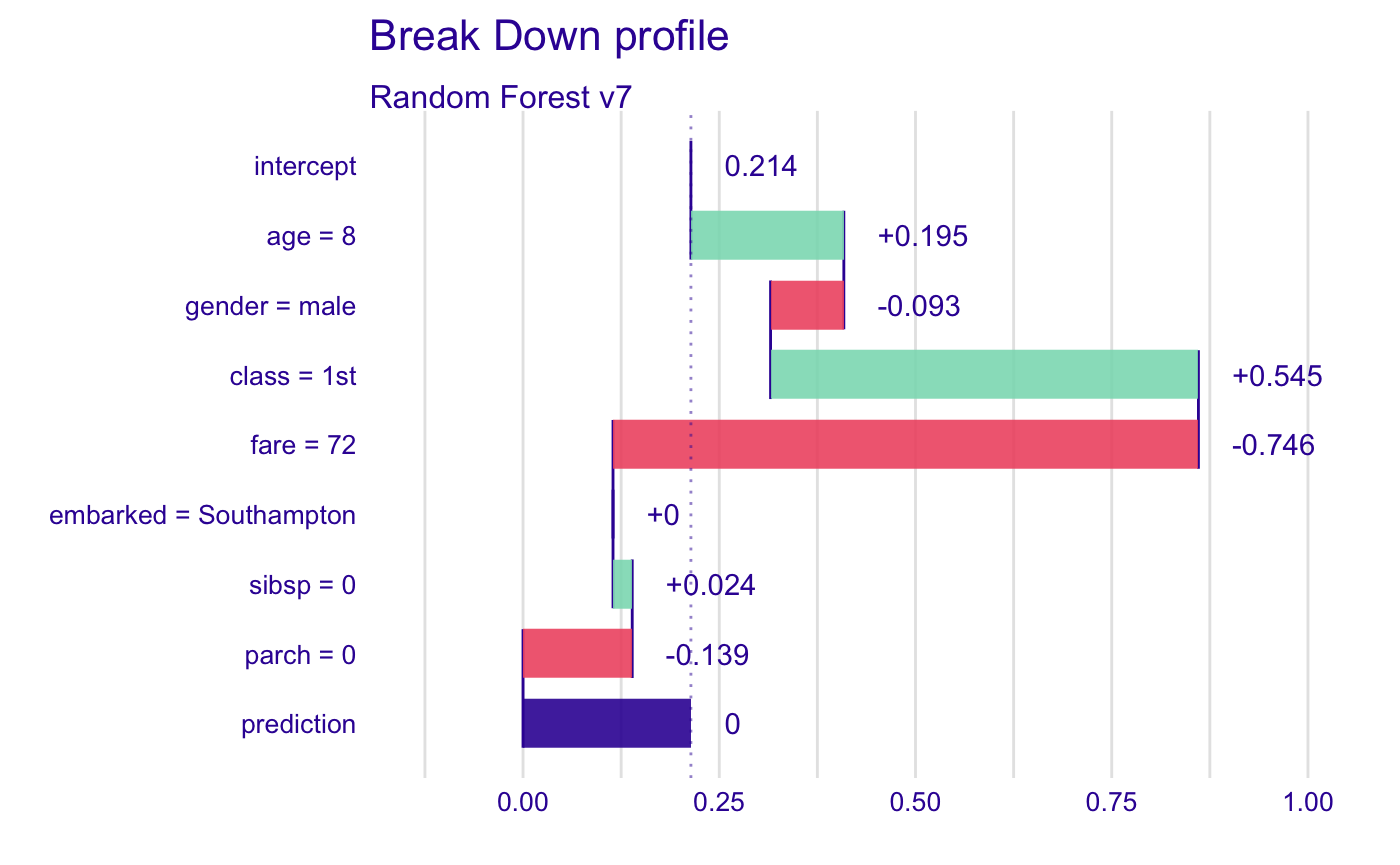 Break Down profile
Random Forest v7
intercept 0.214
age = 8 +0.195
gender = male -0.093
class = 1st +0.545
fare = 72 -0.746
embarked = Southampton +0
sibsp = 0 +0.024
parch = 0 -0.139
prediction 0
0.00 0.25 0.50 0.75 1.00